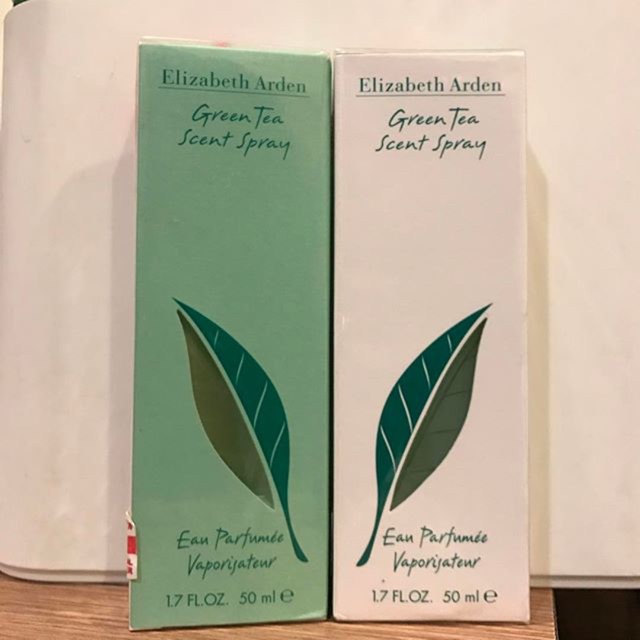 Elizabeth Arden
Green Tea
Scent Spray
Eau Parfumée
Vaporisateur
1.7 FL.OZ. 50 ml e
Elizabeth Arden
Green Tea
Scent Spray
Eau Parfumée
Vaporisateur
1.7 FL.OZ. 50 ml e